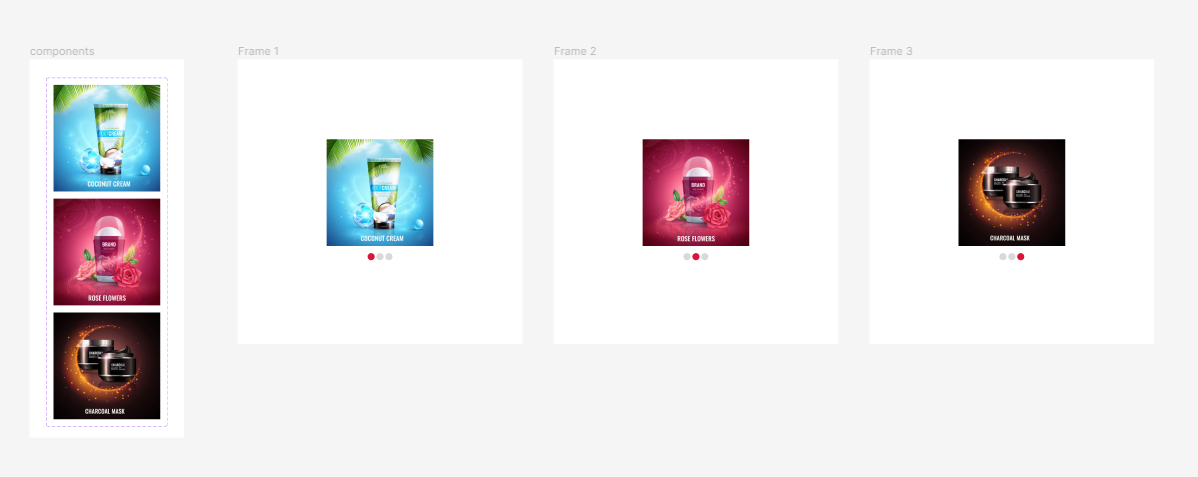 components
Frame 1
Frame 2
Frame 3
COCONUT CREAM
BRAND
ROSE FLOWERS
CHARCOAL MASK
COCONUT CREAM
BRAND
ROSE FLOWERS
CHARCOAL MASK